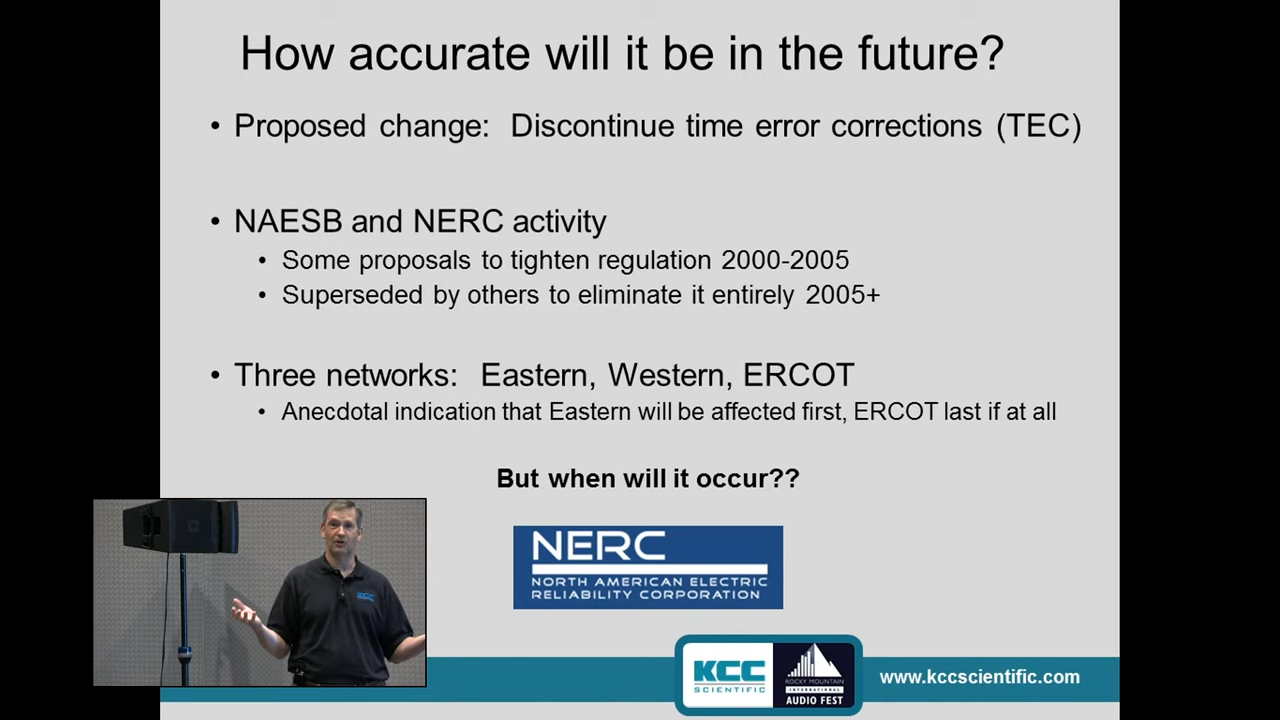 How accurate will it be in the future?
• Proposed change: Discontinue time error corrections (TEC)
• NAESB and NERC activity
• Some proposals to tighten regulation 2000-2005
• Superseded by others to eliminate it entirely 2005+
• Three networks: Eastern, Western, ERCOT
• Anecdotal indication that Eastern will be affected first, ERCOT last if at all
But when will it occur??
NERC
NORTH AMERICAN ELECTRIC
RELIABILITY CORPORATION
KCC
SCIENTIFIC
ROCKY MOUNTAIN
INTERNATIONAL
AUDIO FEST
www.kccscientific.com